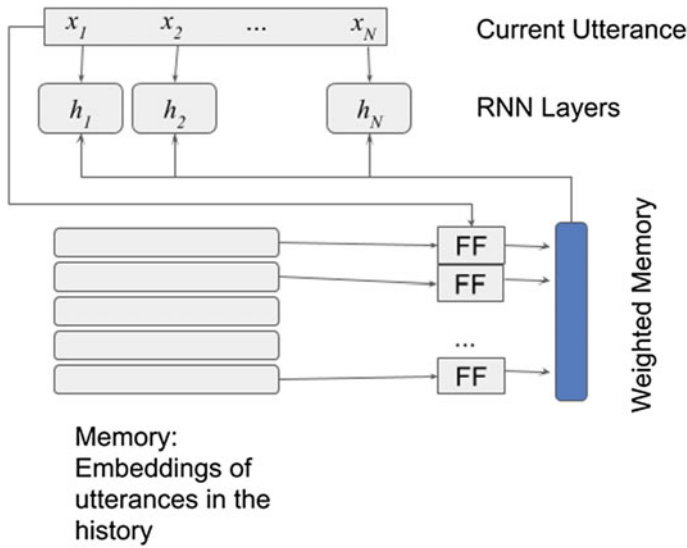 x1 x2 ... xN Current Utterance
h1 h2 hN RNN Layers
FF
FF
...
FF
Weighted Memory
Memory:
Embeddings of
utterances in the
history